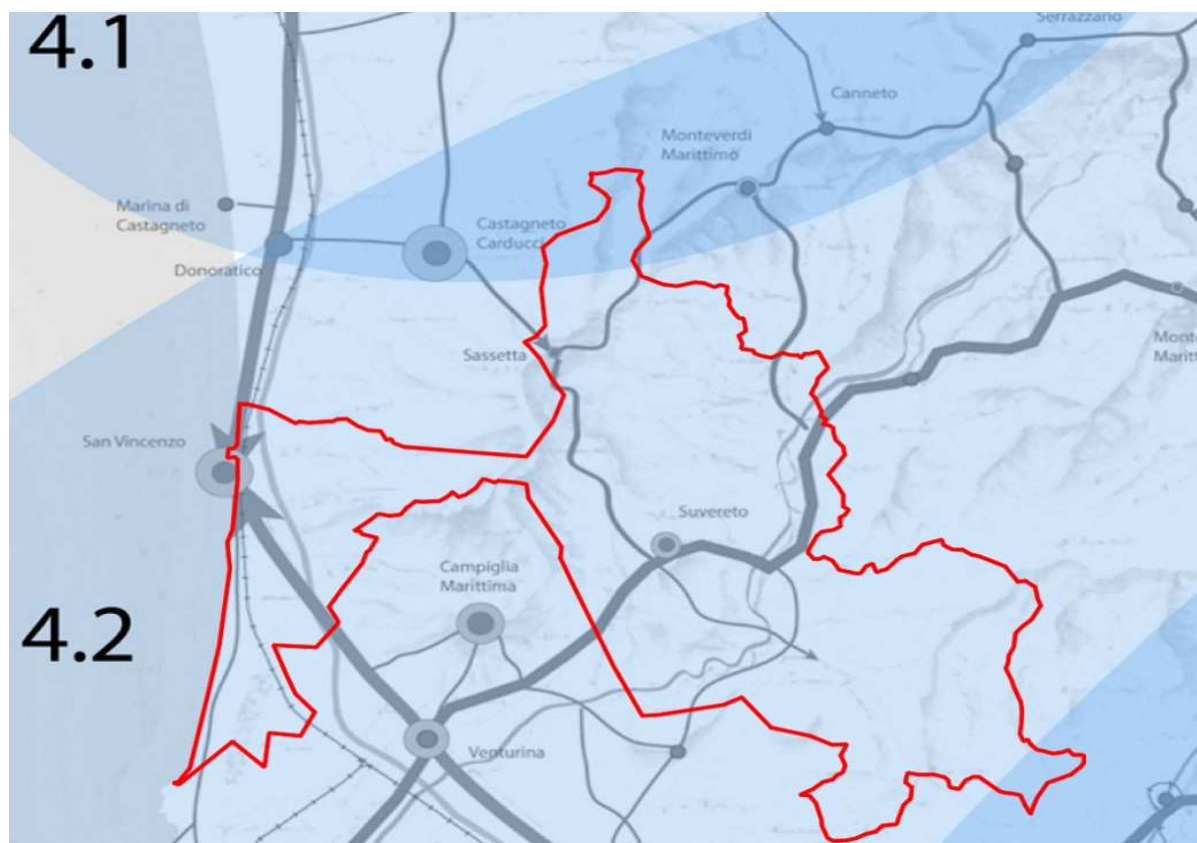 4.1
Serrazzano
Canneto
Monteverdi
Marittimo
Marina di
Castagneto
Castagneto
Carducci
Donoratico
Sassetta
San Vincenzo
Suvereto
Campiglia
Marittima
4.2
Venturina